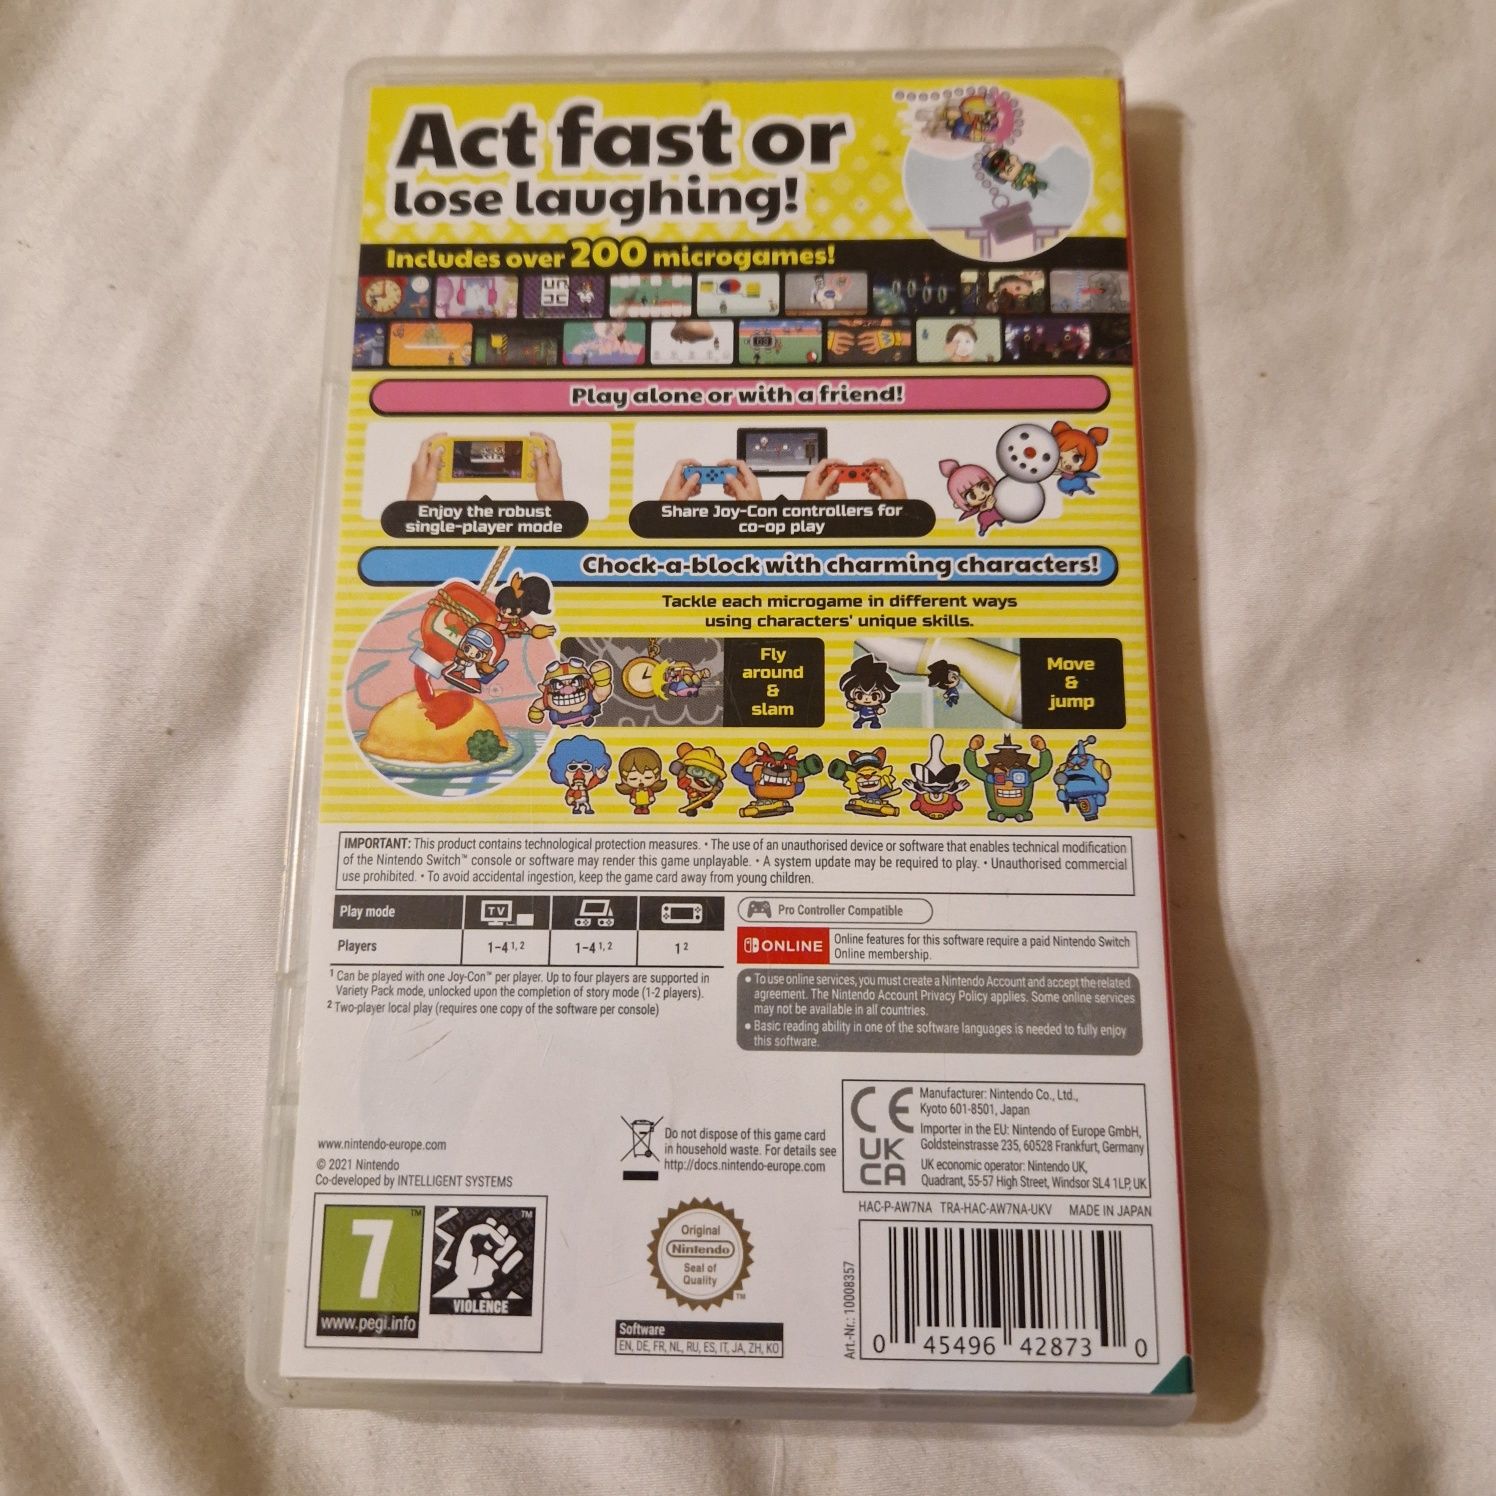 Act fast or
lose laughing!
Includes over 200 microgames!
Play alone or with a friend!
Enjoy the robust
single-player mode
Share Joy-Con controllers for
co-op play
Chock-a-block with charming characters!
Tackle each microgame in different ways
using characters' unique skills.
Fly
around
&
slam
Move
&
jump
IMPORTANT: This product contains technological protection measures. • The use of an unauthorised device or software that enables technical modification
of the Nintendo Switch™ console or software may render this game unplayable. • A system update may be required to play. • Unauthorised commercial
use prohibited. • To avoid accidental ingestion, keep the game card away from young children.
Play mode TV
Players 1-4 1, 2 1-4 1, 2 1 2
1 Can be played with one Joy-Con™ per player. Up to four players are supported in
Variety Pack mode, unlocked upon the completion of story mode (1-2 players).
2 Two-player local play (requires one copy of the software per console)
Pro Controller Compatible
ONLINE
Online features for this software require a paid Nintendo Switch
Online membership.
• To use online services, you must create a Nintendo Account and accept the related
agreement. The Nintendo Account Privacy Policy applies. Some online services
may not be available in all countries.
• Basic reading ability in one of the software languages is needed to fully enjoy
this software.
www.nintendo-europe.com
© 2021 Nintendo
Co-developed by INTELLIGENT SYSTEMS
Do not dispose of this game card
in household waste. For details see
http://docs.nintendo-europe.com
CE
UK
CA
Manufacturer: Nintendo Co., Ltd.,
Kyoto 601-8501, Japan
Importer in the EU: Nintendo of Europe GmbH,
Goldsteinstrasse 235, 60528 Frankfurt, Germany
UK economic operator: Nintendo UK,
Quadrant, 55-57 High Street, Windsor SL4 1LP, UK
HAC-P-AW7NA TRA-HAC-AW7NA-UKV MADE IN JAPAN
7™
www.pegi.info
™
VIOLENCE
Original
Nintendo
Seal of
Quality
™
Software
EN, DE, FR, NL, RU, ES, IT, JA, ZH, KO
Art.-Nr.: 10008357
0 45496 42873 0